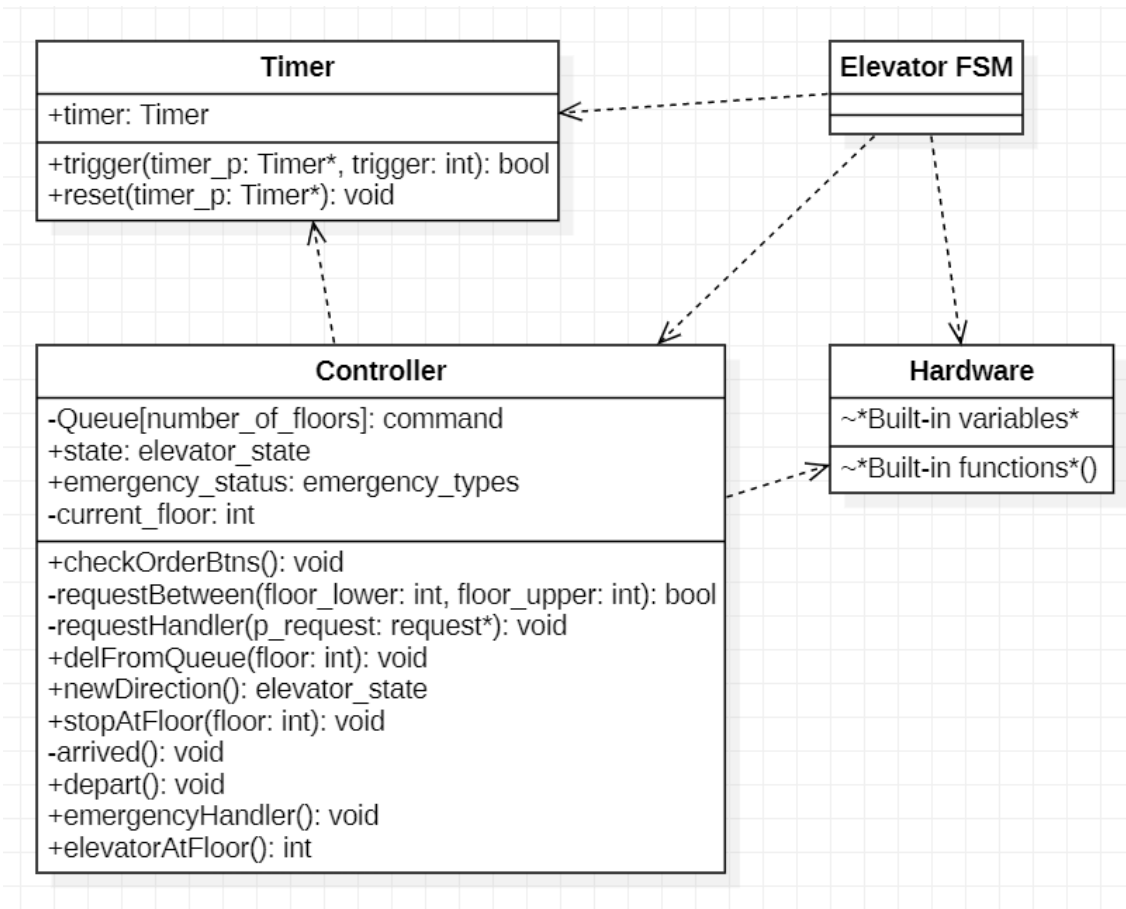 Timer
+timer: Timer
+trigger(timer_p: Timer*, trigger: int): bool
+reset(timer_p: Timer*): void
Elevator FSM
Controller
-Queue[number_of_floors]: command
+state: elevator_state
+emergency_status: emergency_types
-current_floor: int
+checkOrderBtns(): void
-requestBetween(floor_lower: int, floor_upper: int): bool
-requestHandler(p_request: request*): void
+delFromQueue(floor: int): void
+newDirection(): elevator_state
+stopAtFloor(floor: int): void
-arrived(): void
+depart(): void
+emergencyHandler(): void
+elevatorAtFloor(): int
Hardware
~*Built-in variables*
~*Built-in functions*()